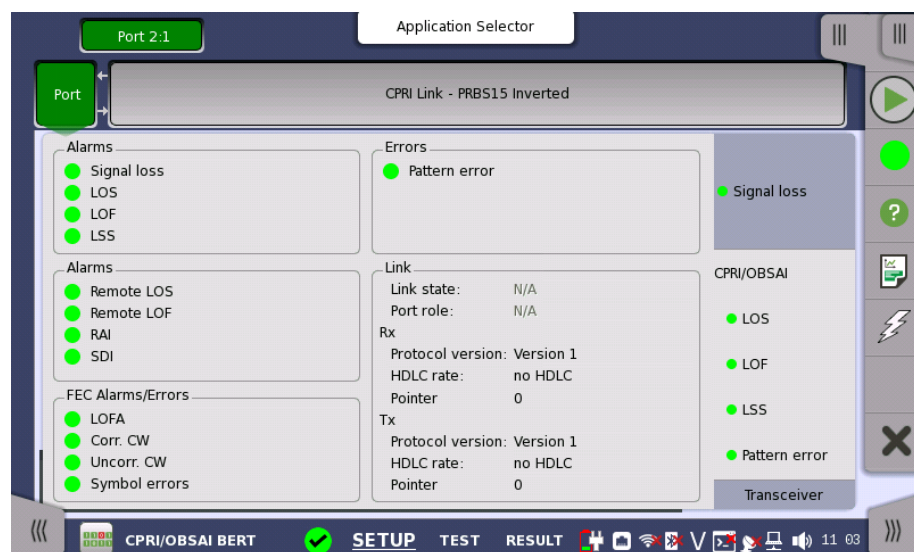 Port 2:1
Application Selector
Port
CPRI Link - PRBS15 Inverted
Alarms
Signal loss
LOS
LOF
LSS
Errors
Pattern error
Signal loss
Alarms
Remote LOS
Remote LOF
RAI
SDI
Link
Link state: N/A
Port role: N/A
Rx
Protocol version: Version 1
HDLC rate: no HDLC
Pointer 0
Tx
Protocol version: Version 1
HDLC rate: no HDLC
Pointer 0
FEC Alarms/Errors
LOFA
Corr. CW
Uncorr. CW
Symbol errors
CPRI/OBSAI
LOS
LOF
LSS
Pattern error
Transceiver
CPRI/OBSAI BERT
SETUP TEST RESULT
11 03